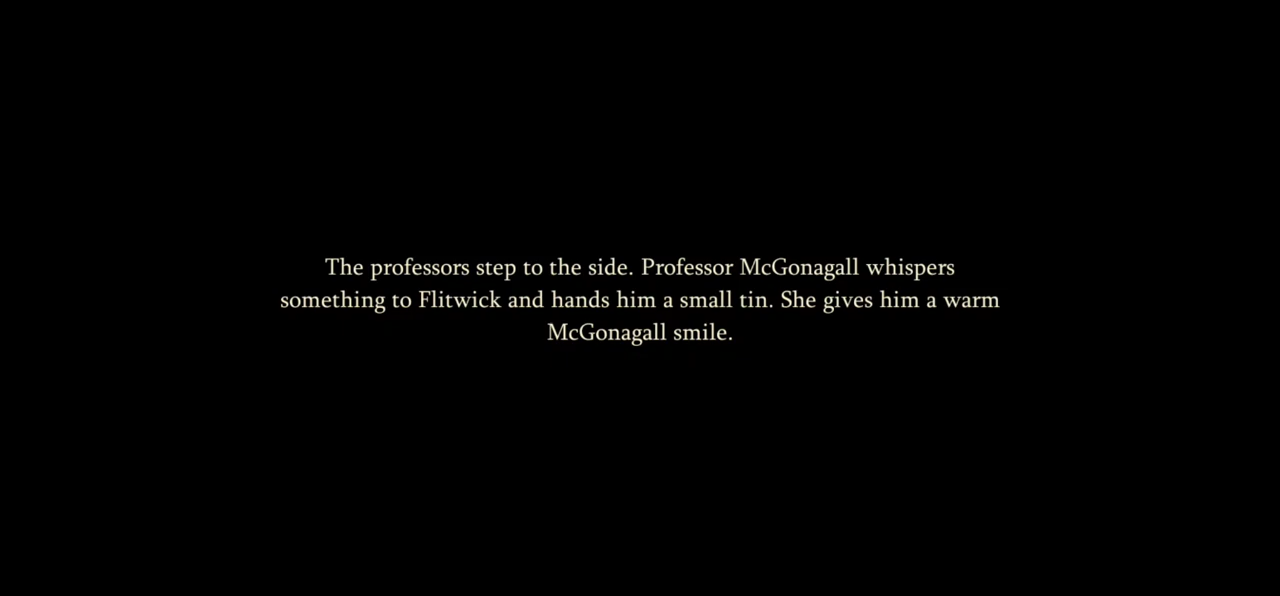 The professors step to the side. Professor McGonagall whispers
something to Flitwick and hands him a small tin. She gives him a warm
McGonagall smile.